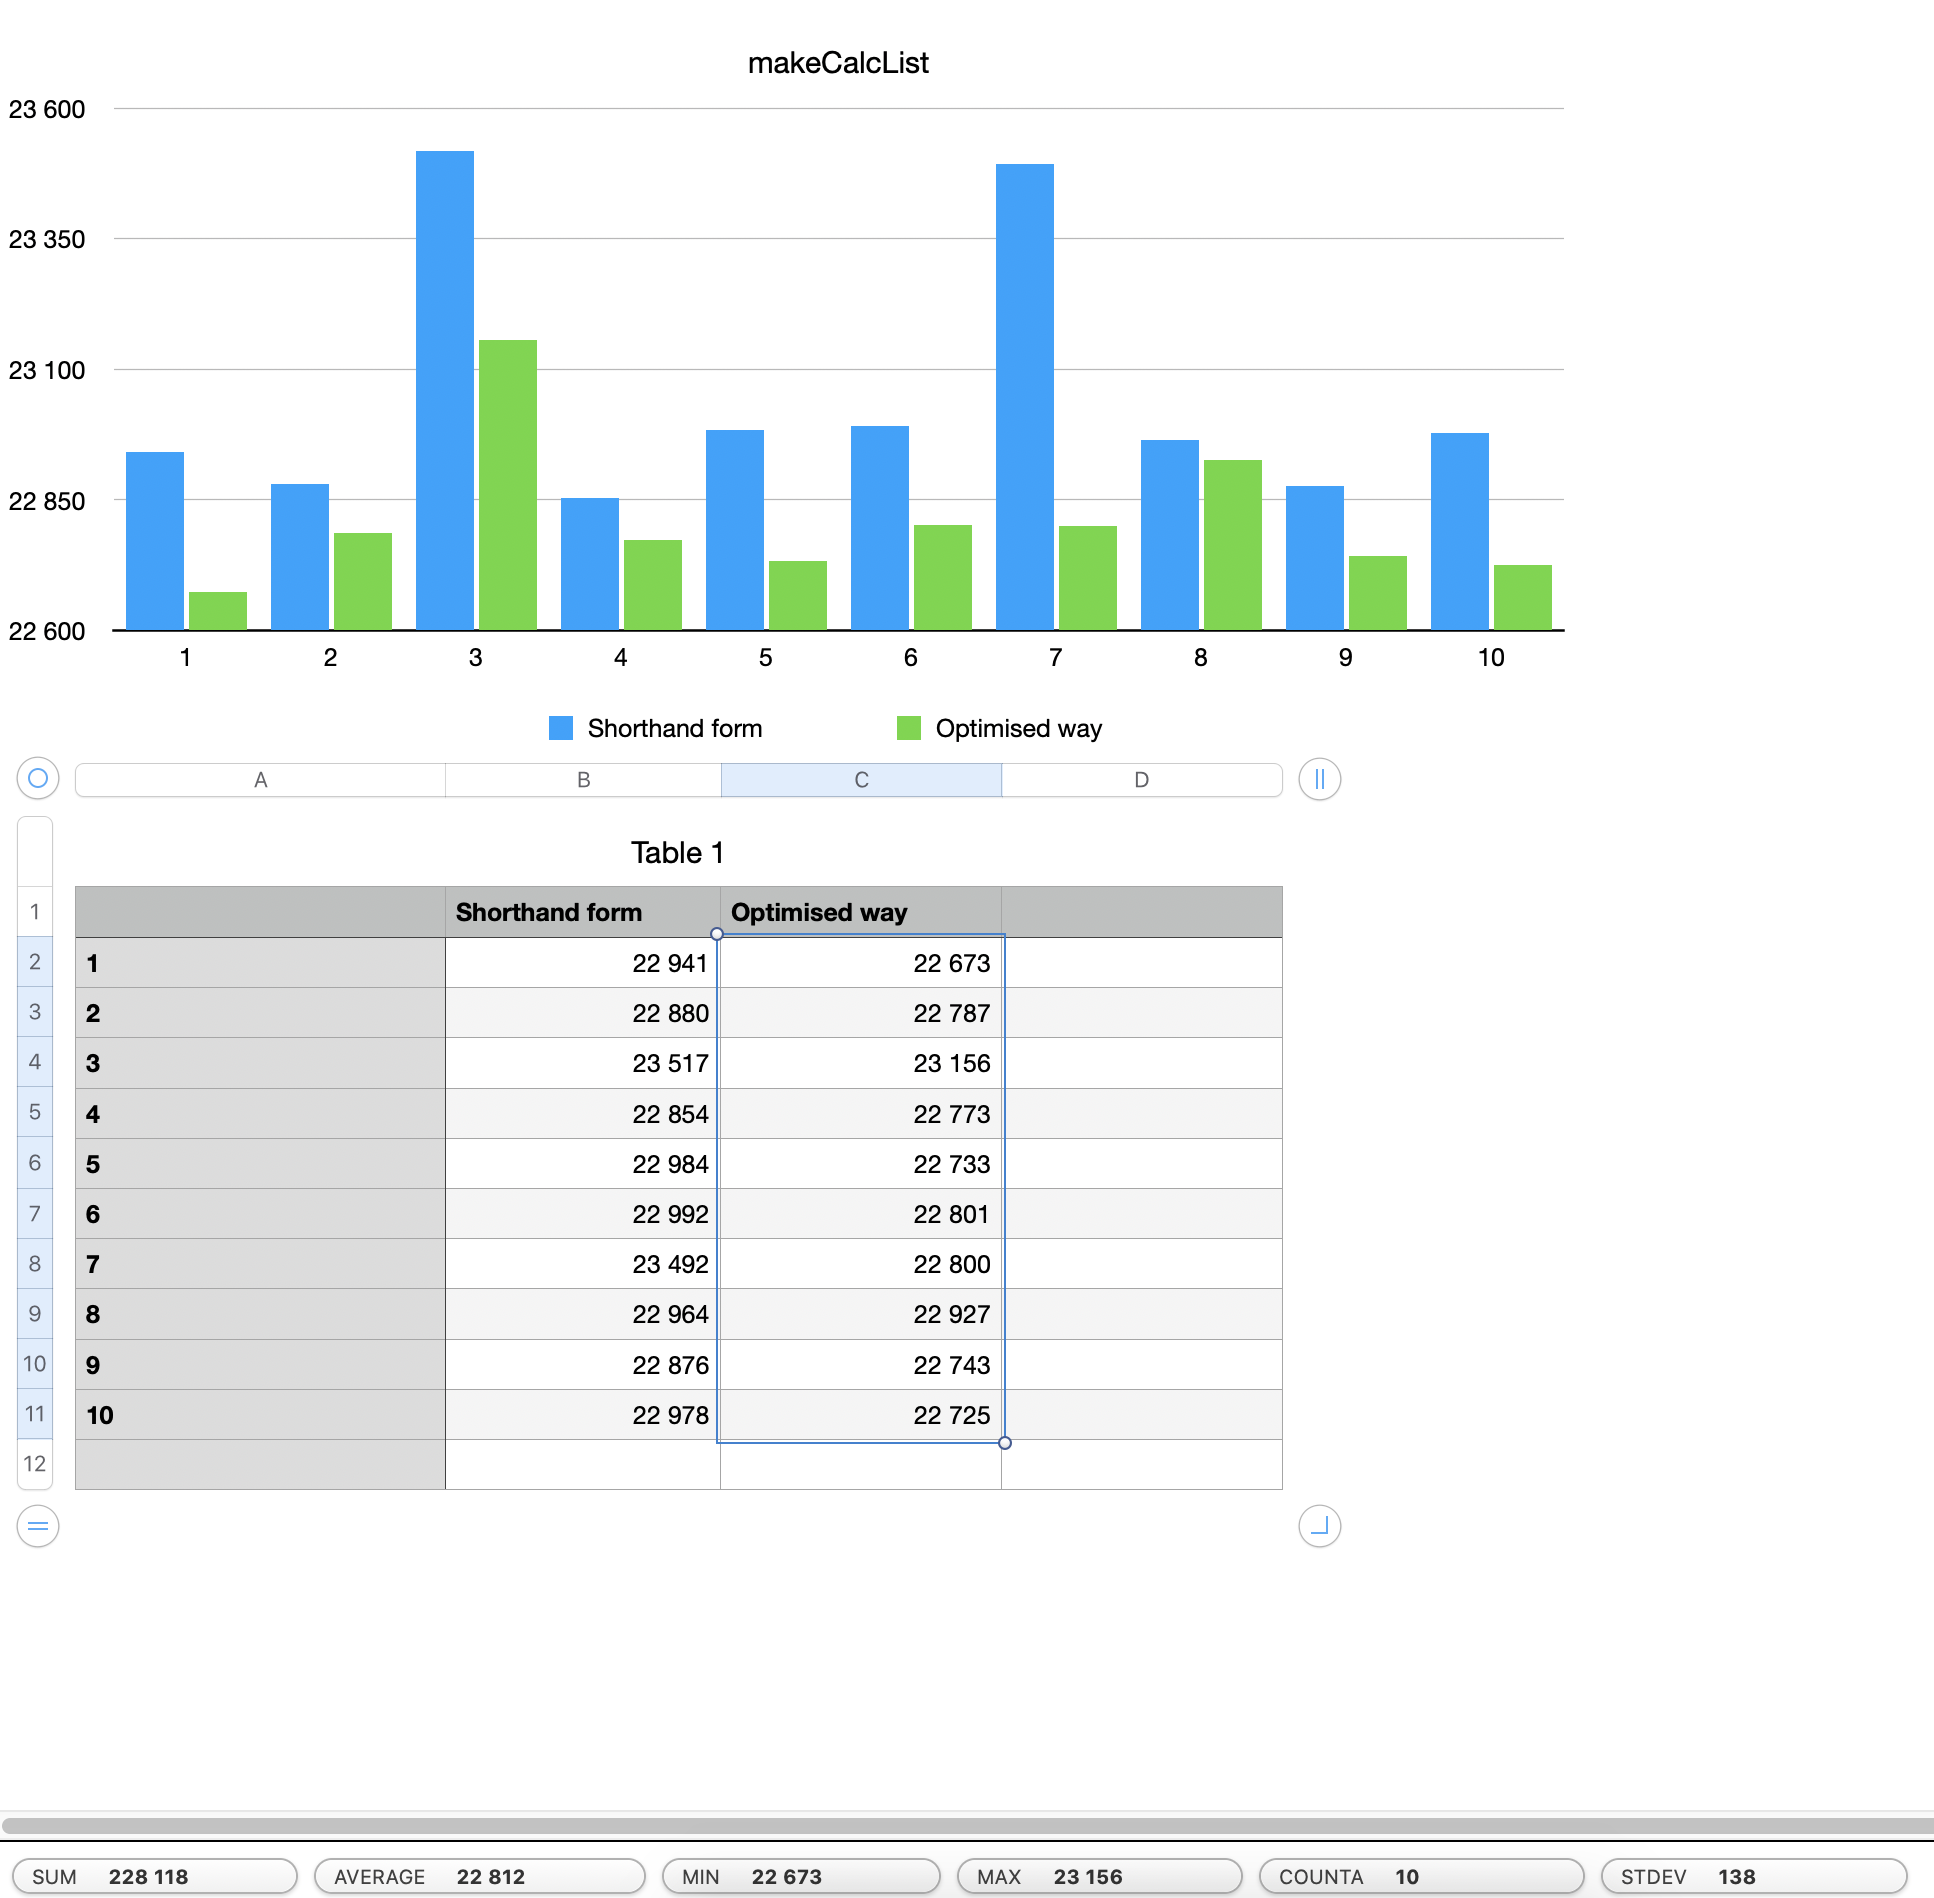 makeCalcList
23 600
23 350
23 100
22 850
22 600
1 2 3 4 5 6 7 8 9 10
Shorthand form Optimised way
A B C D
Table 1
1 Shorthand form Optimised way
2 1 22 941 22 673
3 2 22 880 22 787
4 3 23 517 23 156
5 4 22 854 22 773
6 5 22 984 22 733
7 6 22 992 22 801
8 7 23 492 22 800
9 8 22 964 22 927
10 9 22 876 22 743
11 10 22 978 22 725
12
SUM 228 118 AVERAGE 22 812 MIN 22 673 MAX 23 156 COUNTA 10 STDEV 138